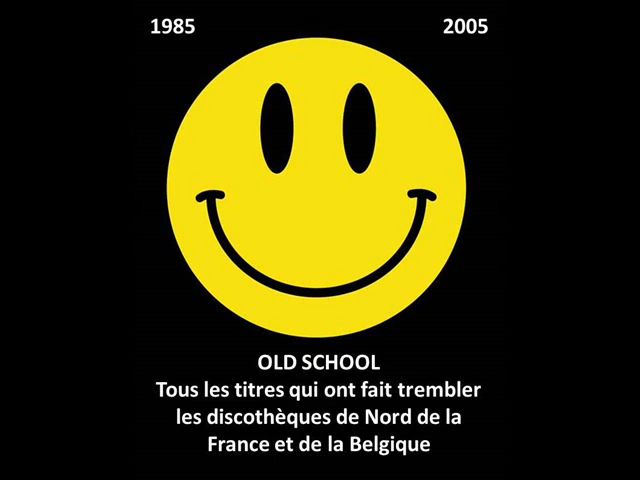 1985 2005
OLD SCHOOL
Tous les titres qui ont fait trembler
les discothèques de Nord de la
France et de la Belgique